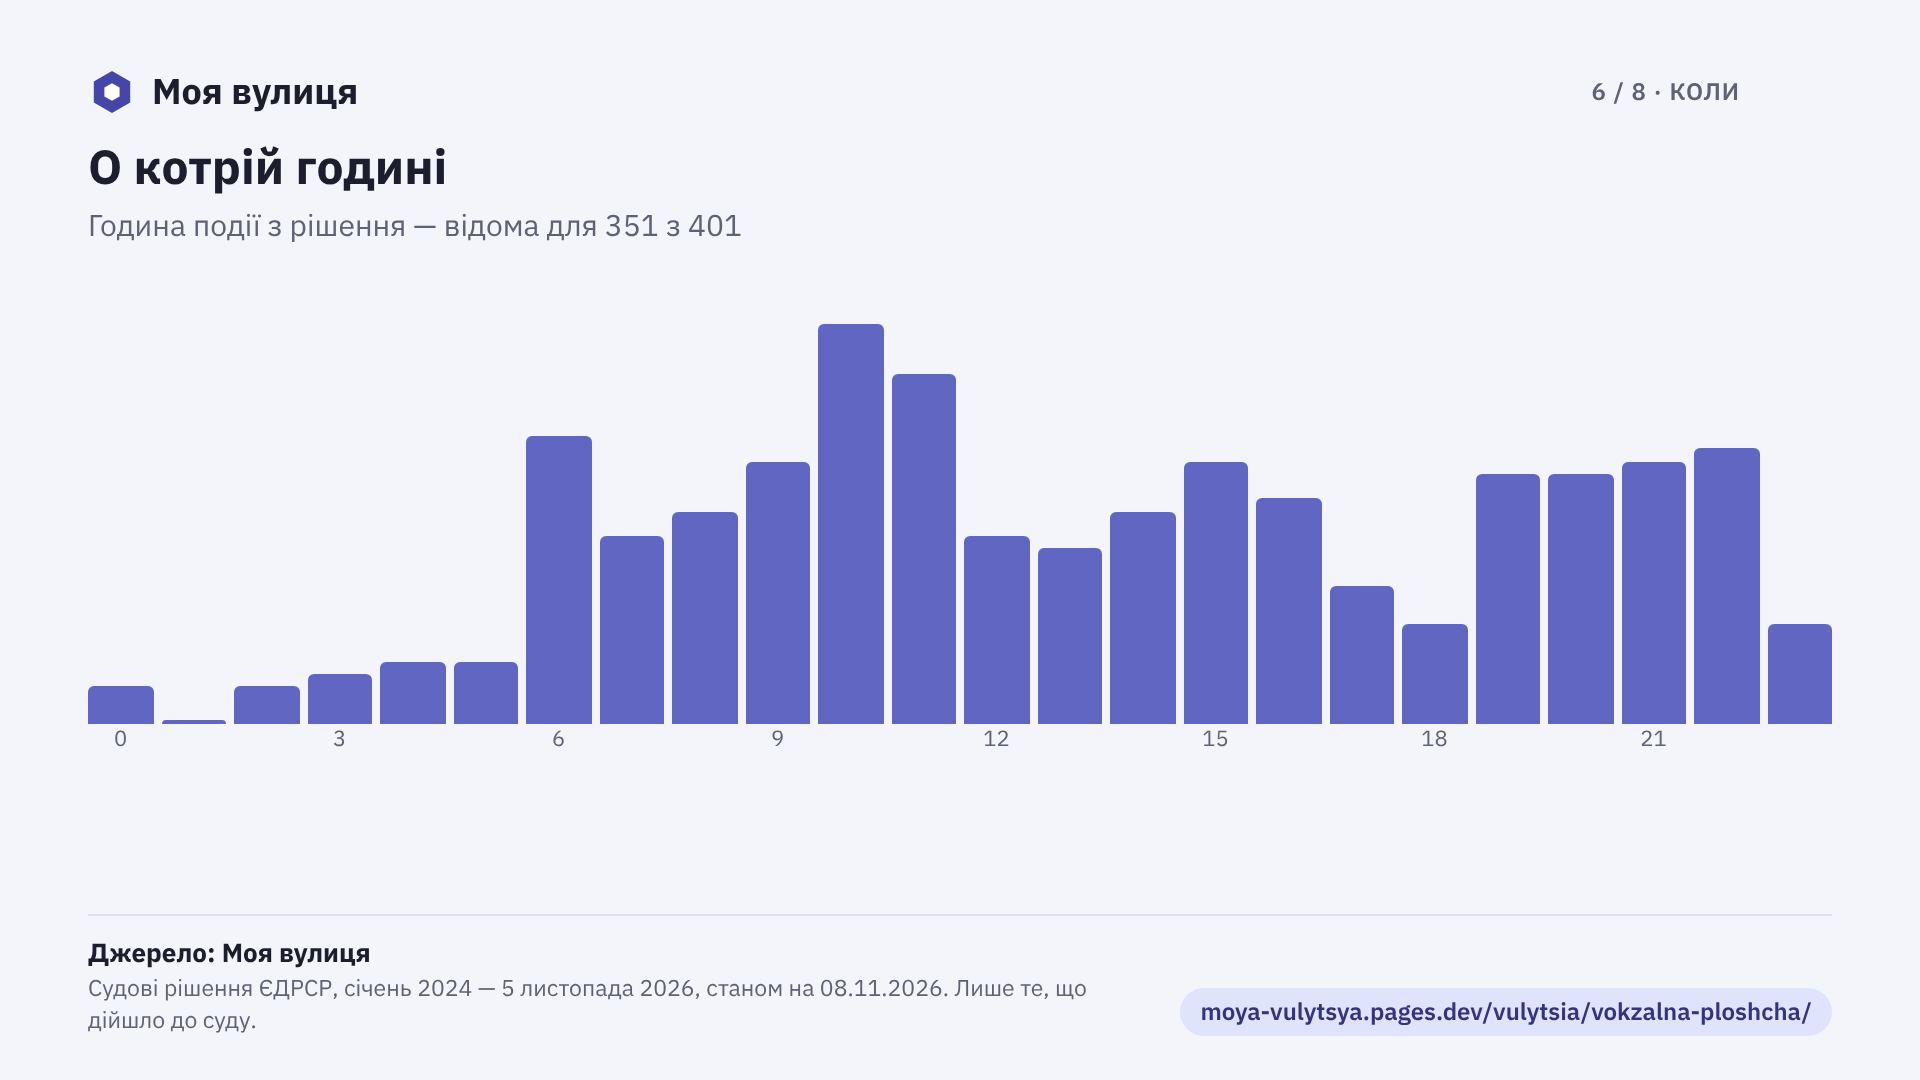 Моя вулиця
6 / 8 · КОЛИ
О котрій годині
Година події з рішення — відома для 351 з 401
0 3 6 9 12 15 18 21
Джерело: Моя вулиця
Судові рішення ЄДРСР, січень 2024 — 5 листопада 2026, станом на 08.11.2026. Лише те, що
дійшло до суду.
moya-vulytsya.pages.dev/vulytsia/vokzalna-ploshcha/